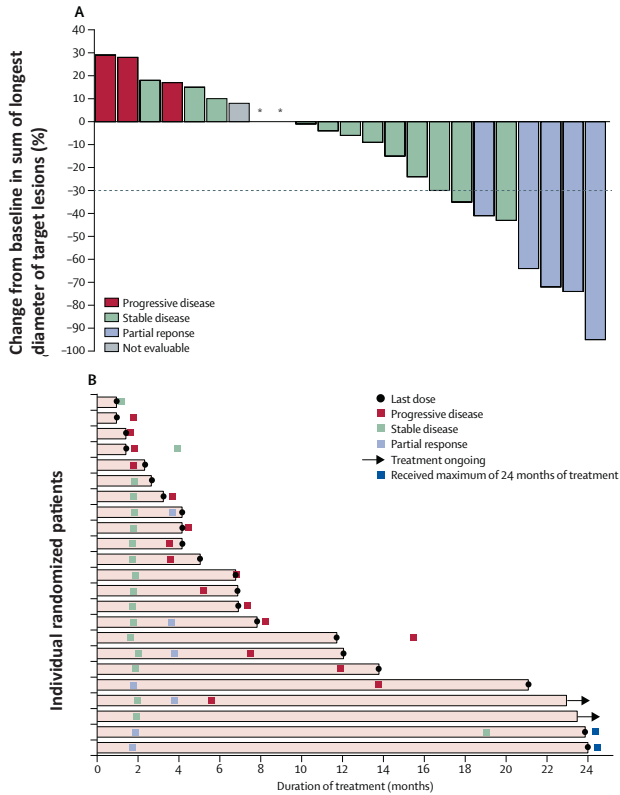 A
Change from baseline in sum of longest
diameter of target lesions (%)
40
30
20
10
0
-10
-20
-30
-40
-50
-60
-70
-80
-90
-100
* *
Progressive disease
Stable disease
Partial reponse
Not evaluable
B
Individual randomized patients
Last dose
Progressive disease
Stable disease
Partial response
Treatment ongoing
Received maximum of 24 months of treatment
0 2 4 6 8 10 12 14 16 18 20 22 24
Duration of treatment (months)